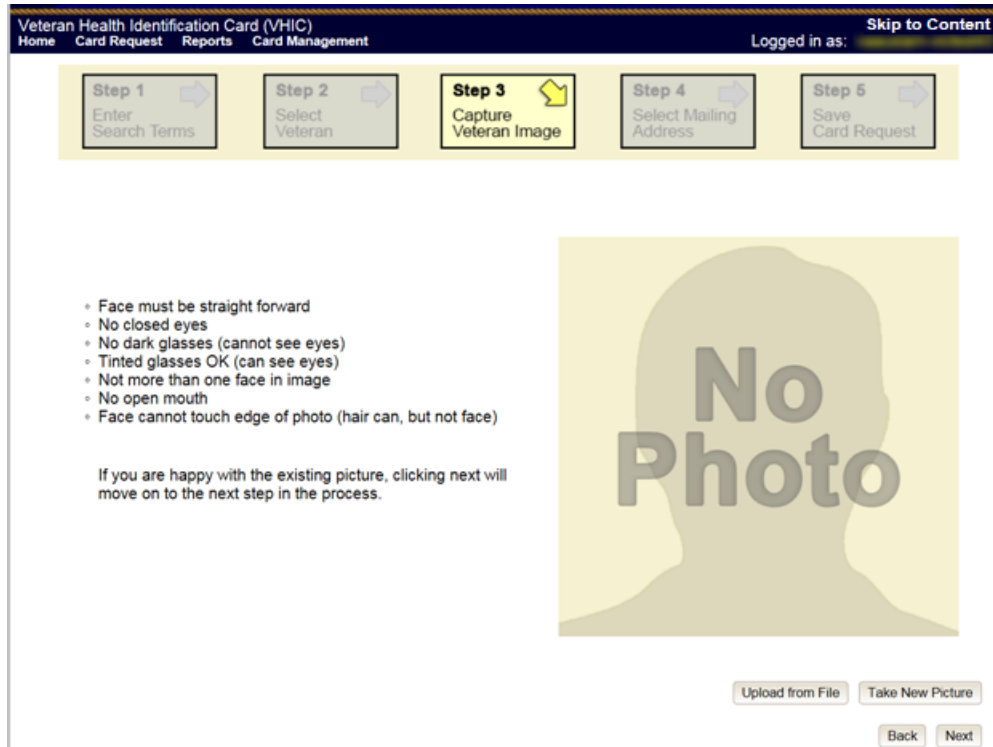 Veteran Health Identification Card (VHIC)
Skip to Content
Home Card Request Reports Card Management
Logged in as:
Step 1
Enter
Search Terms
Step 2
Select
Veteran
Step 3
Capture
Veteran Image
Step 4
Select Mailing
Address
Step 5
Save
Card Request
Face must be straight forward
No closed eyes
No dark glasses (cannot see eyes)
Tinted glasses OK (can see eyes)
Not more than one face in image
No open mouth
Face cannot touch edge of photo (hair can, but not face)
If you are happy with the existing picture, clicking next will
move on to the next step in the process.
No
Photo
Upload from File Take New Picture
Back Next